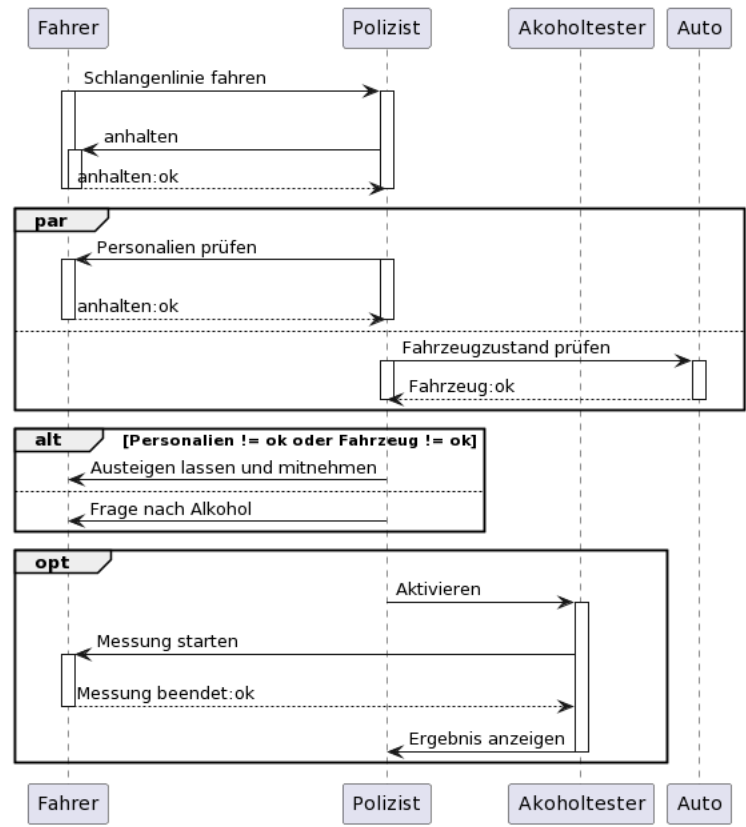 Fahrer Polizist Akoholtester Auto
Schlangenlinie fahren
anhalten
anhalten:ok
par
Personalien prüfen
anhalten:ok
Fahrzeugzustand prüfen
Fahrzeug:ok
alt [Personalien != ok oder Fahrzeug != ok]
Austeigen lassen und mitnehmen
Frage nach Alkohol
opt
Aktivieren
Messung starten
Messung beendet:ok
Ergebnis anzeigen
Fahrer Polizist Akoholtester Auto